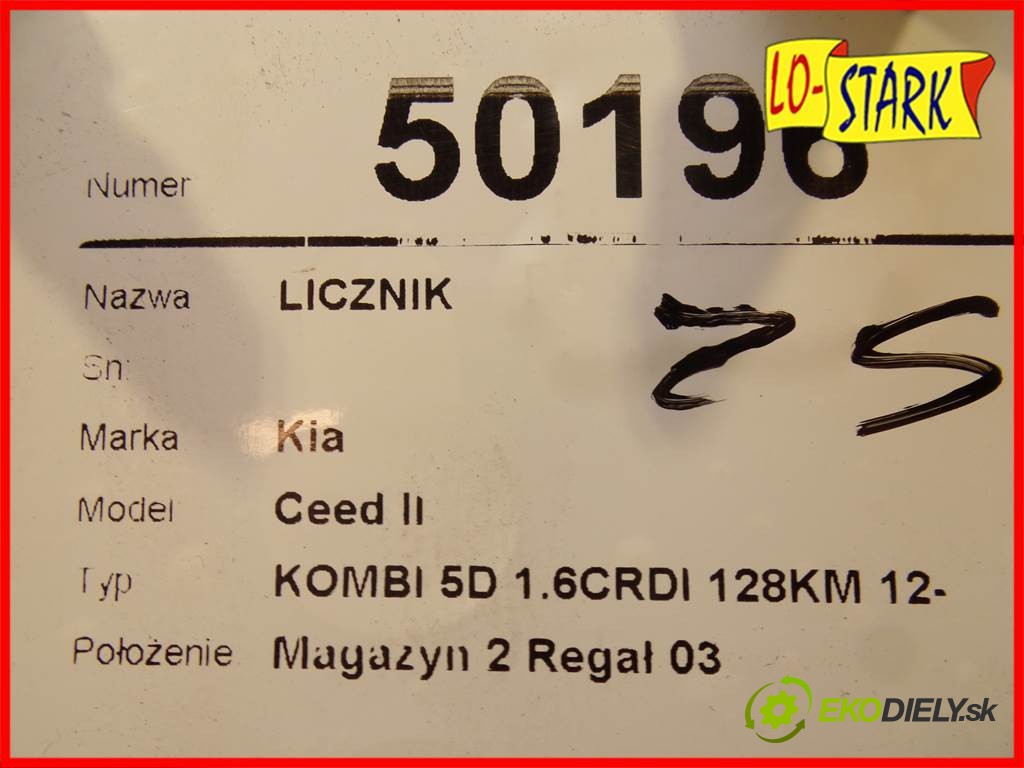 LO-STARK
Numer 50196
Nazwa LICZNIK
25
Sn:
Marka Kia
Model Ceed II
Typ KOMBI 5D 1.6CRDI 128KM 12-
Położenie Magazyn 2 Regał 03
EKODIELY.sk